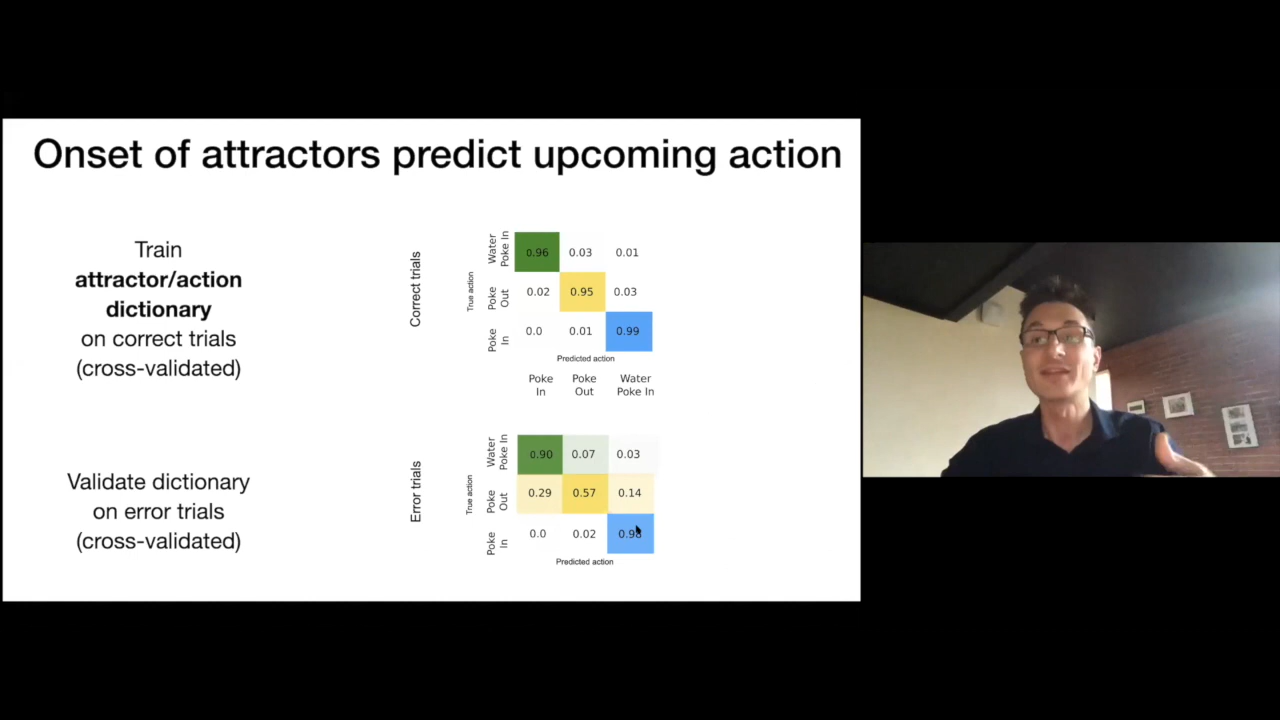 Onset of attractors predict upcoming action
Train
attractor/action
dictionary
on correct trials
(cross-validated)
Correct trials
True action
Water
Poke In
0.96 0.03 0.01
Poke
Out
0.02 0.95 0.03
Poke
In
0.0 0.01 0.99
Predicted action
Poke
In
Poke
Out
Water
Poke In
Validate dictionary
on error trials
(cross-validated)
Error trials
True action
Water
Poke In
0.90 0.07 0.03
Poke
Out
0.29 0.57 0.14
Poke
In
0.0 0.02 0.98
Predicted action